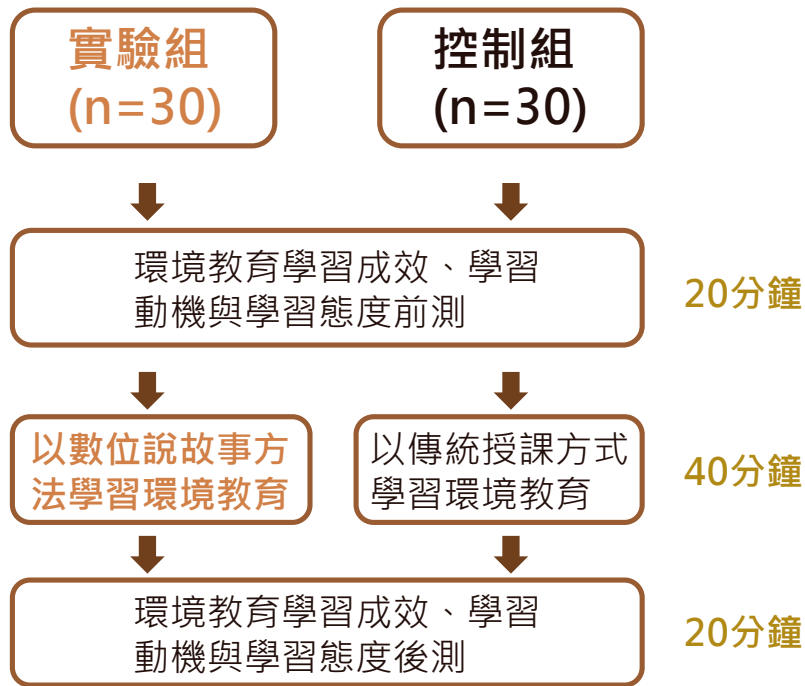 實驗組
(n=30)
控制組
(n=30)
環境教育學習成效、學習
動機與學習態度前測
20分鐘
以數位說故事方
法學習環境教育
以傳統授課方式
學習環境教育
40分鐘
環境教育學習成效、學習
動機與學習態度後測
20分鐘